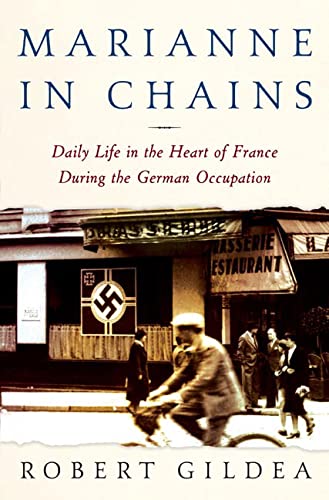 MARIANNE
IN CHAINS
Daily Life in the Heart of France
During the German Occupation
BRASSERIE
RESTAURANT
ROBERT GILDEA